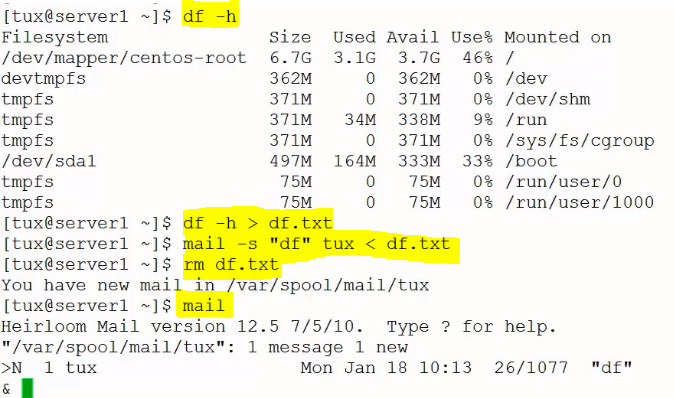 [tux@server1 ~]$ df -h
Filesystem Size Used Avail Use% Mounted on
/dev/mapper/centos-root 6.7G 3.1G 3.7G 46% /
devtmpfs 362M 0 362M 0% /dev
tmpfs 371M 0 371M 0% /dev/shm
tmpfs 371M 34M 338M 9% /run
tmpfs 371M 0 371M 0% /sys/fs/cgroup
/dev/sda1 497M 164M 333M 33% /boot
tmpfs 75M 0 75M 0% /run/user/0
tmpfs 75M 0 75M 0% /run/user/1000
[tux@server1 ~]$ df -h > df.txt
[tux@server1 ~]$ mail -s "df" tux < df.txt
[tux@server1 ~]$ rm df.txt
You have new mail in /var/spool/mail/tux
[tux@server1 ~]$ mail
Heirloom Mail version 12.5 7/5/10. Type ? for help.
"/var/spool/mail/tux": 1 message 1 new
>N 1 tux Mon Jan 18 10:13 26/1077 "df"
&